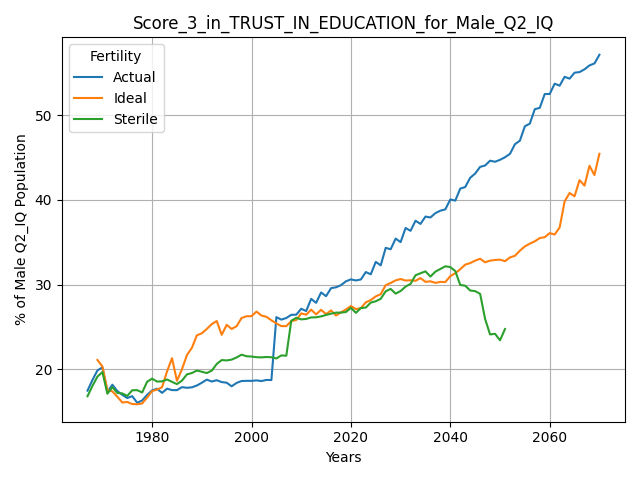 Score_3_in_TRUST_IN_EDUCATION_for_Male_Q2_IQ
Fertility
Actual
Ideal
Sterile
% of Male Q2_IQ Population
50
40
30
20
1980
2000
2020
2040
2060
Years